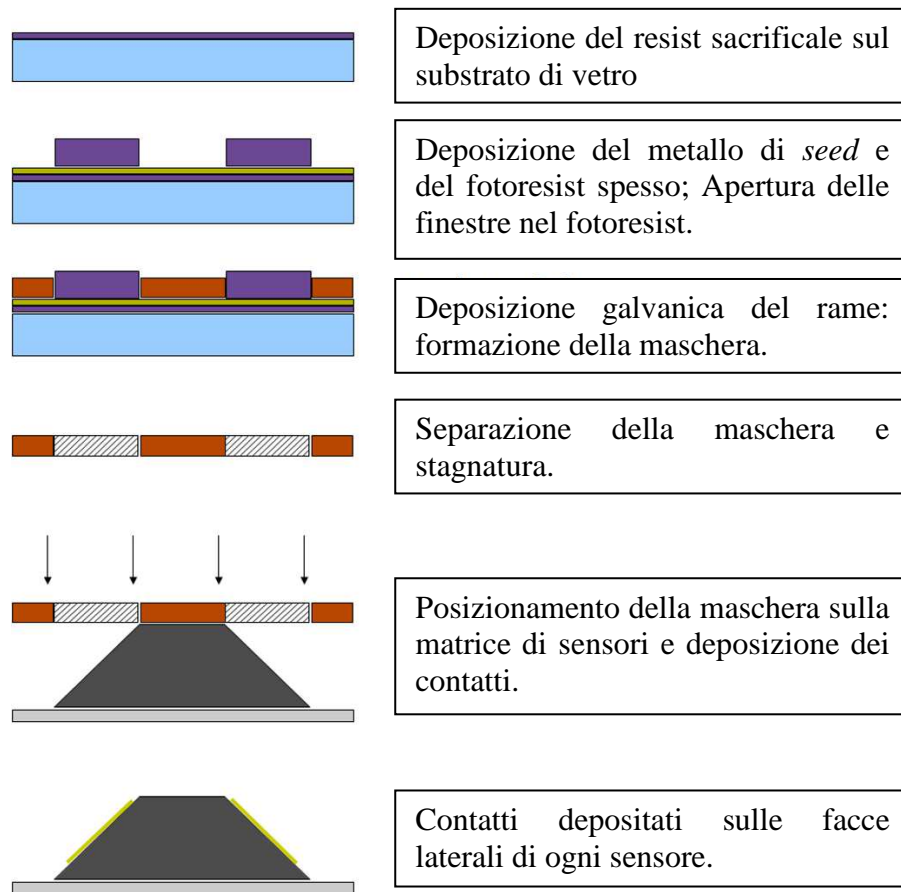 Deposizione del resist sacrificale sul
substrato di vetro
Deposizione del metallo di seed e
del fotoresist spesso; Apertura delle
finestre nel fotoresist.
Deposizione galvanica del rame:
formazione della maschera.
Separazione della maschera e
stagnatura.
Posizionamento della maschera sulla
matrice di sensori e deposizione dei
contatti.
Contatti depositati sulle facce
laterali di ogni sensore.